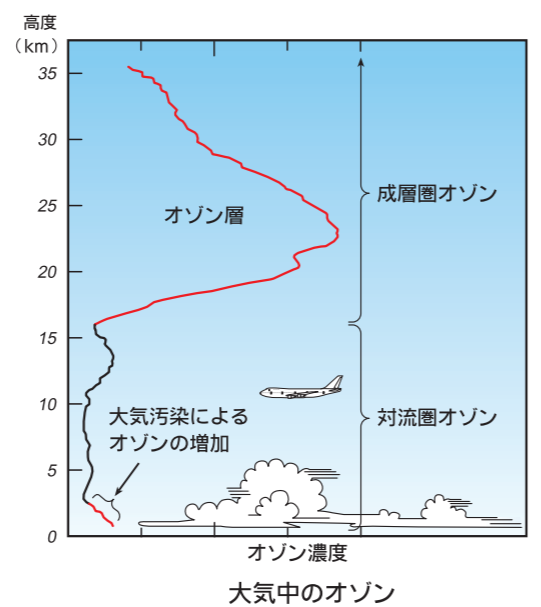 高度
（km）
35
30
25
20
15
10
5
0
オゾン層
成層圏オゾン
対流圏オゾン
大気汚染による
オゾンの増加
オゾン濃度
大気中のオゾン